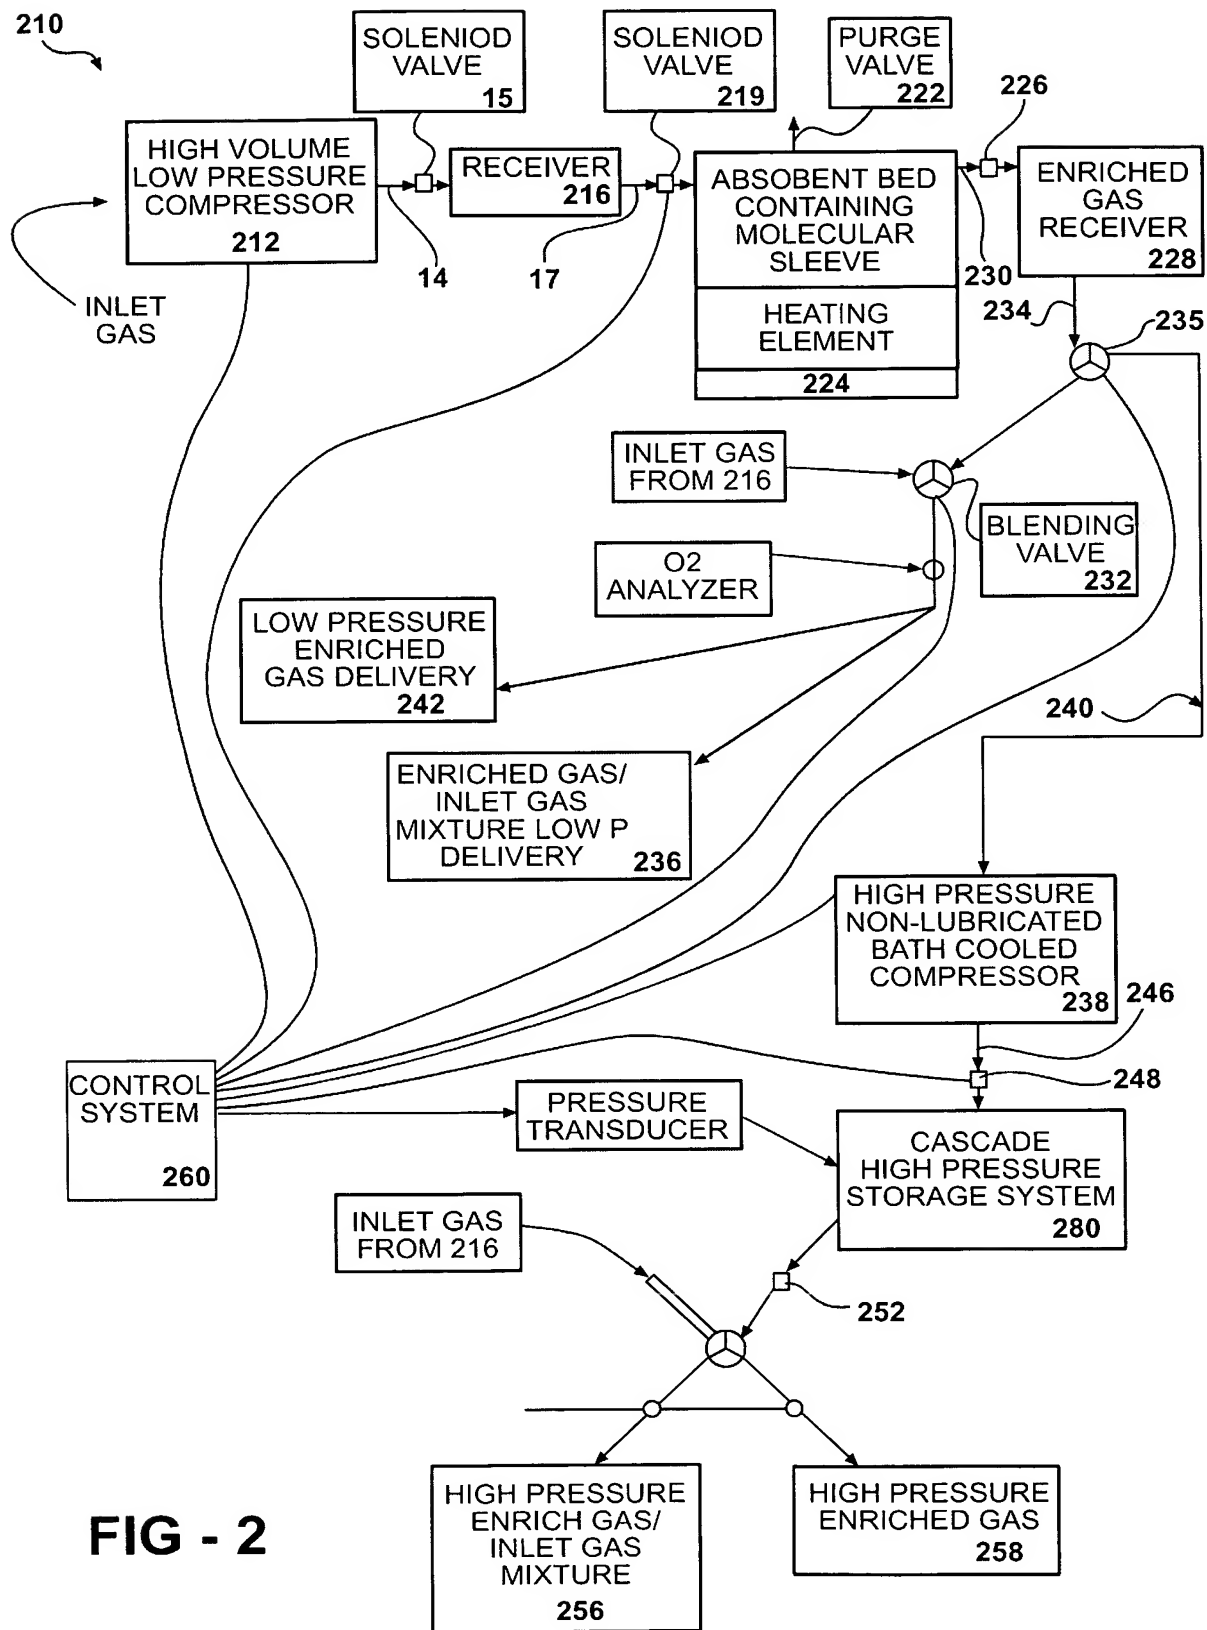 210
SOLENIOD
VALVE
15
SOLENIOD
VALVE
219
PURGE
VALVE
222
226
HIGH VOLUME
LOW PRESSURE
COMPRESSOR
212
RECEIVER
216
ABSOBENT BED
CONTAINING
MOLECULAR
SLEEVE
HEATING
ELEMENT
224
ENRICHED
GAS
RECEIVER
228
INLET
GAS
14
17
230
234
235
INLET GAS
FROM 216
BLENDING
VALVE
232
O2
ANALYZER
LOW PRESSURE
ENRICHED
GAS DELIVERY
242
240
ENRICHED GAS/
INLET GAS
MIXTURE LOW P
DELIVERY
236
HIGH PRESSURE
NON-LUBRICATED
BATH COOLED
COMPRESSOR
238
246
248
CONTROL
SYSTEM
260
PRESSURE
TRANSDUCER
CASCADE
HIGH PRESSURE
STORAGE SYSTEM
280
INLET GAS
FROM 216
252
HIGH PRESSURE
ENRICH GAS/
INLET GAS
MIXTURE
256
HIGH PRESSURE
ENRICHED GAS
258
FIG - 2